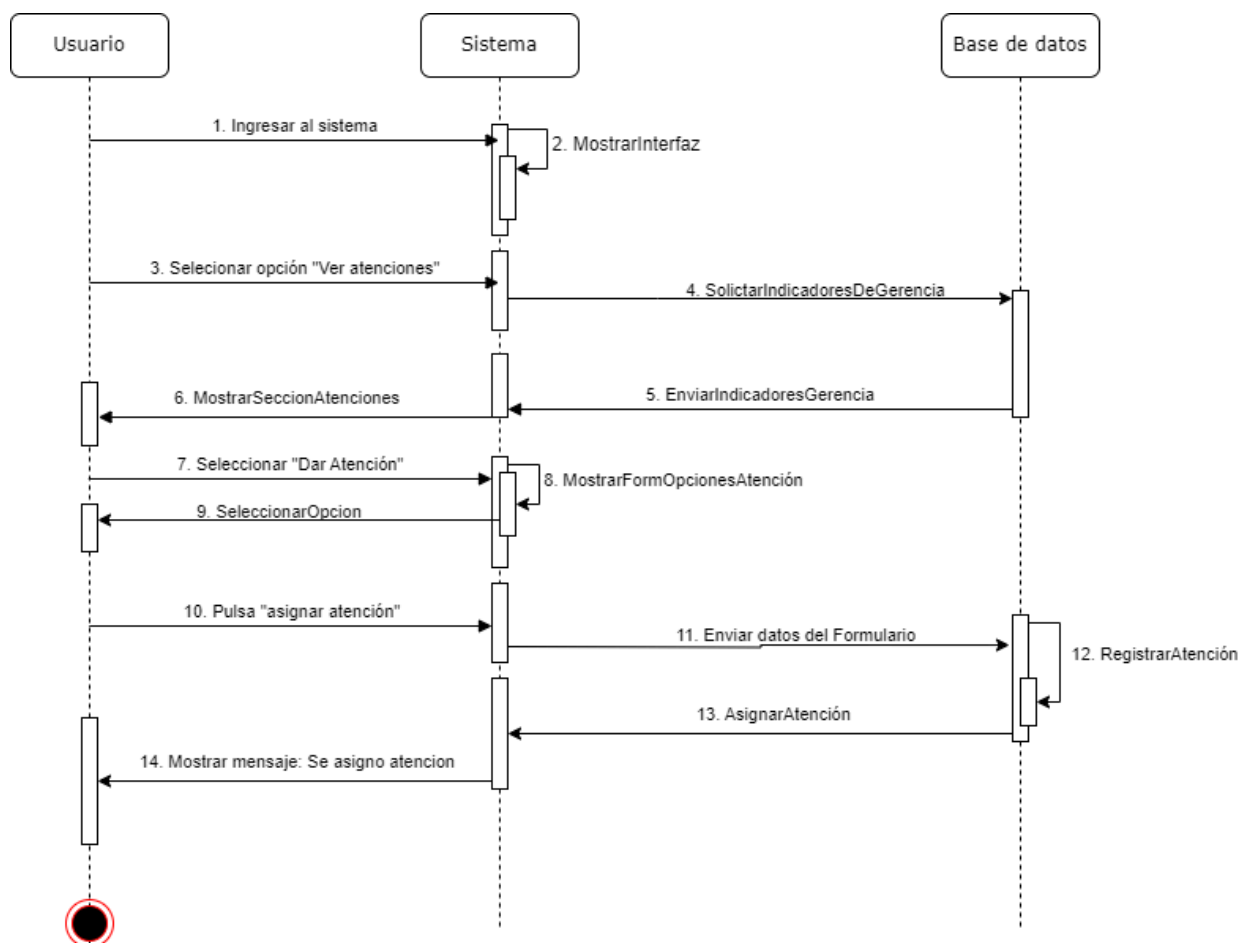 Usuario
Sistema
Base de datos
1. Ingresar al sistema
2. MostrarInterfaz
3. Selecionar opción "Ver atenciones"
4. SolictarIndicadoresDeGerencia
5. EnviarIndicadoresGerencia
6. MostrarSeccionAtenciones
7. Seleccionar "Dar Atención"
8. MostrarFormOpcionesAtención
9. SeleccionarOpcion
10. Pulsa "asignar atención"
11. Enviar datos del Formulario
12. RegistrarAtención
13. AsignarAtención
14. Mostrar mensaje: Se asigno atencion